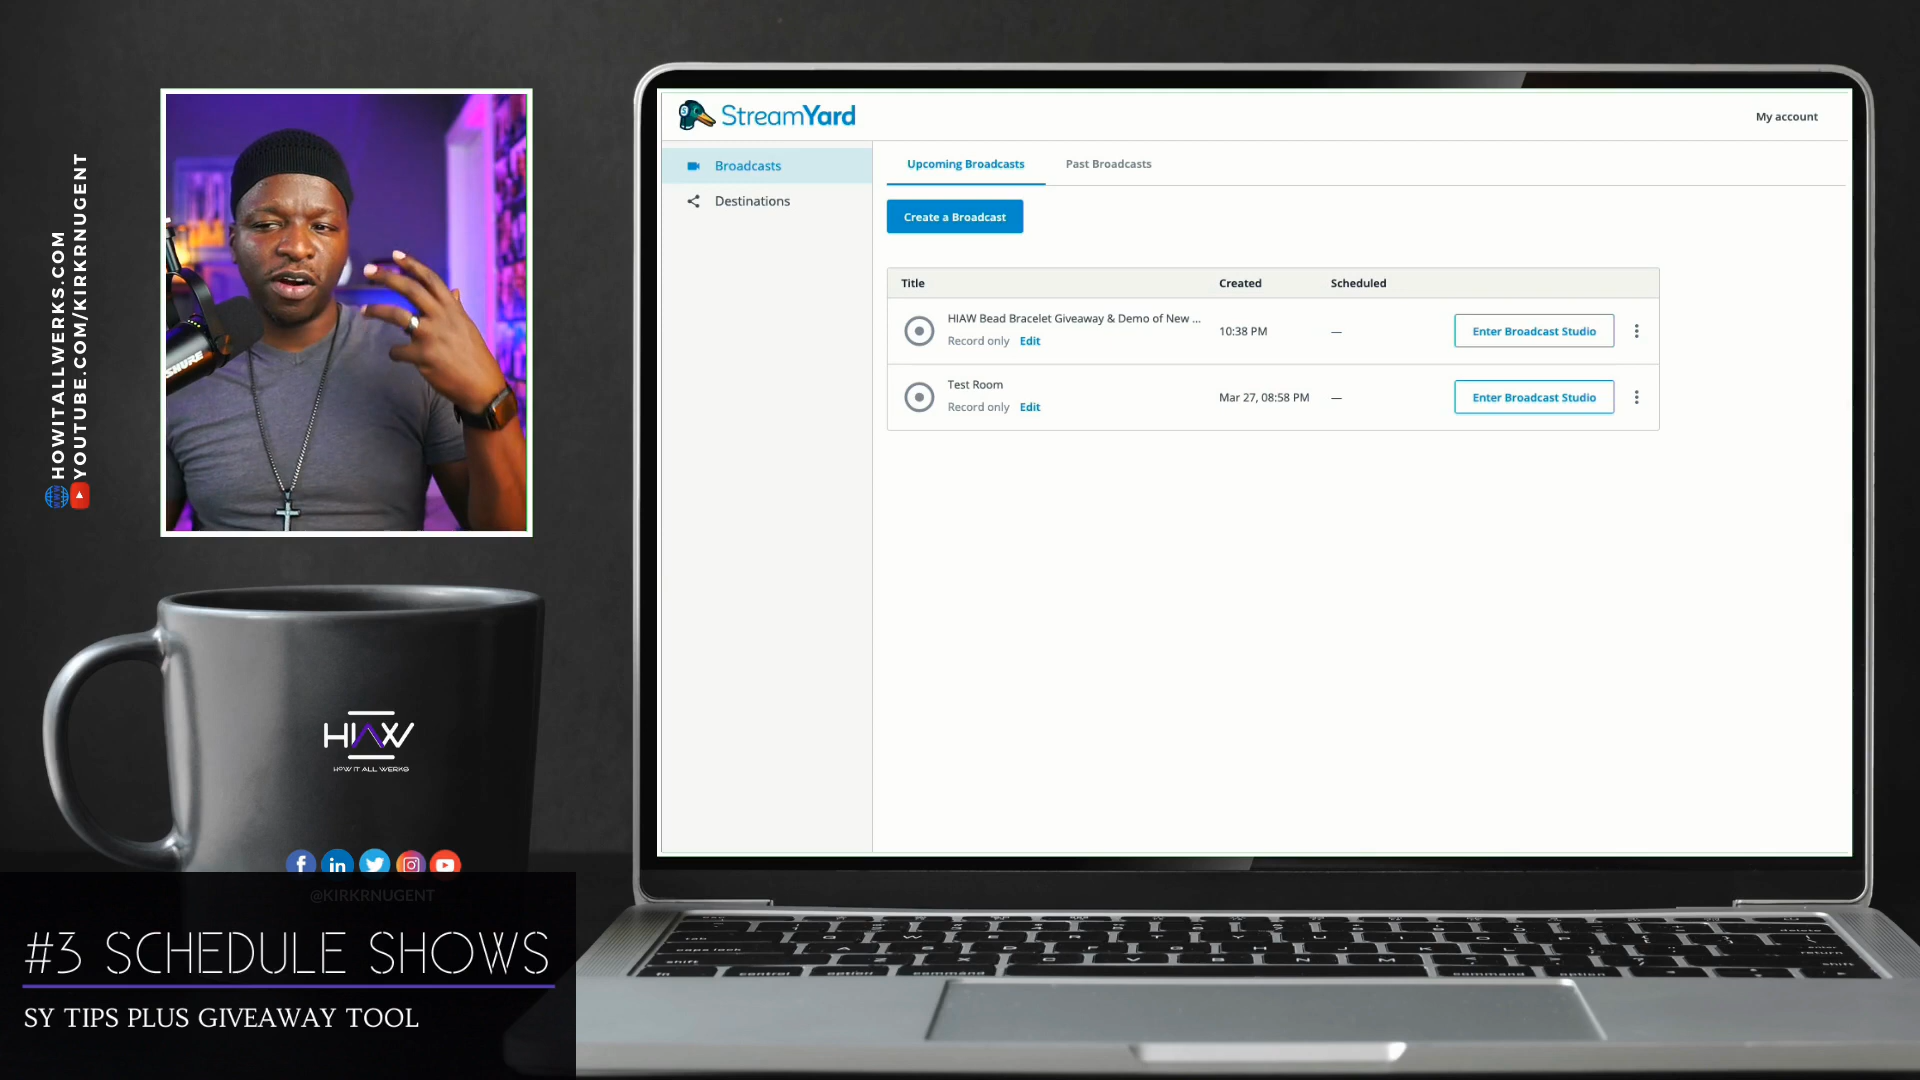 HOWITALLWERKS.COM
YOUTUBE.COM/KIRKRNUGENT
SHURE
HIAW
HOW IT ALL WERKS
@KIRKRNUGENT
#3 SCHEDULE SHOWS
SY TIPS PLUS GIVEAWAY TOOL
StreamYard
My account
Broadcasts
Destinations
Upcoming Broadcasts
Past Broadcasts
Create a Broadcast
Title Created Scheduled
HIAW Bead Bracelet Giveaway & Demo of New ...
Record only Edit
10:38 PM
—
Enter Broadcast Studio
Test Room
Record only Edit
Mar 27, 08:58 PM
—
Enter Broadcast Studio